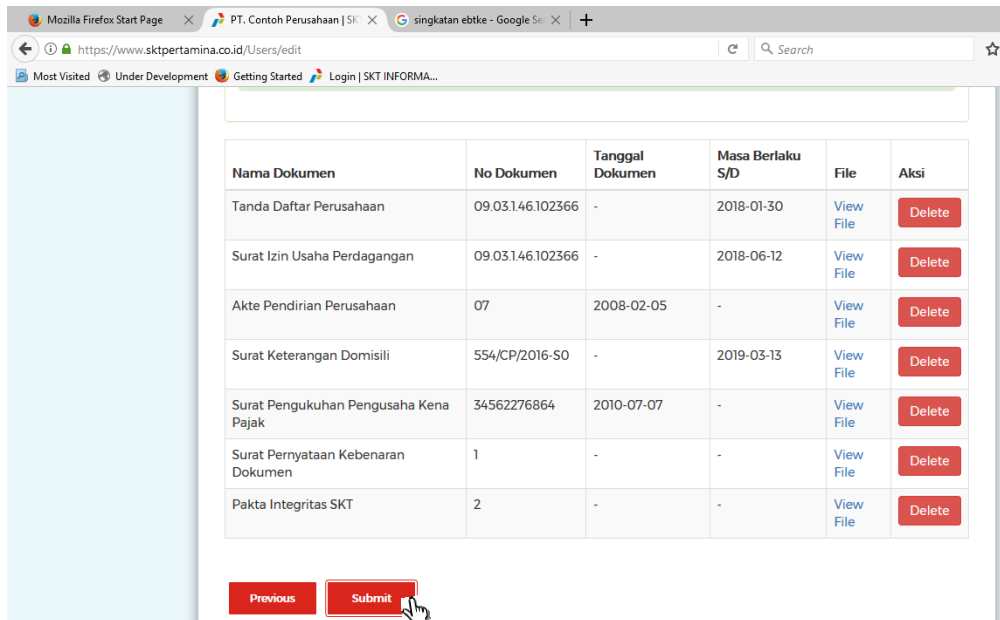 Mozilla Firefox Start Page
PT. Contoh Perusahaan | SK
singkatan ebtke - Google Se
https://www.sktpertamina.co.id/Users/edit
Search
Most Visited Under Development Getting Started Login | SKT INFORMA...
Nama Dokumen No Dokumen Tanggal Dokumen Masa Berlaku S/D File Aksi
Tanda Daftar Perusahaan 09.03.1.46.102366 - 2018-01-30 View File Delete
Surat Izin Usaha Perdagangan 09.03.1.46.102366 - 2018-06-12 View File Delete
Akte Pendirian Perusahaan 07 2008-02-05 - View File Delete
Surat Keterangan Domisili 554/CP/2016-S0 - 2019-03-13 View File Delete
Surat Pengukuhan Pengusaha Kena Pajak 34562276864 2010-07-07 - View File Delete
Surat Pernyataan Kebenaran Dokumen 1 - - View File Delete
Pakta Integritas SKT 2 - - View File Delete
Previous Submit